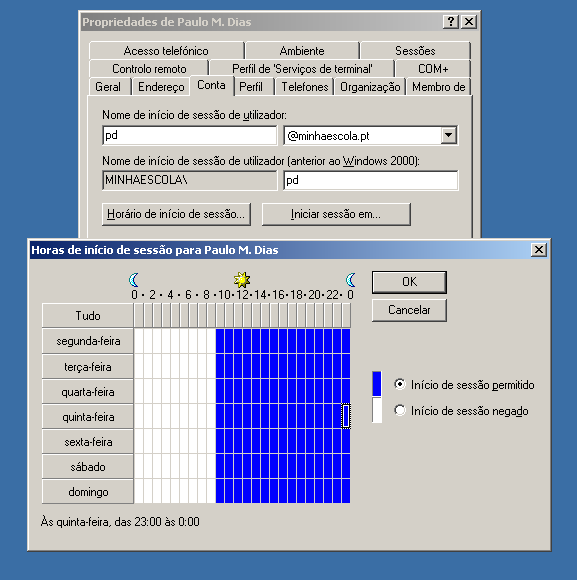 Propriedades de Paulo M. Dias
Acesso telefónico Ambiente Sessões
Controlo remoto Perfil de 'Serviços de terminal' COM+
Geral Endereço Conta Perfil Telefones Organização Membro de
Nome de início de sessão de utilizador:
pd @minhaescola.pt
Nome de início de sessão de utilizador (anterior ao Windows 2000):
MINHAESCOLA\ pd
Horário de início de sessão... Iniciar sessão em...
Horas de início de sessão para Paulo M. Dias
OK
0 · 2 · 4 · 6 · 8 · 10 · 12 · 14 · 16 · 18 · 20 · 22 · 0
Cancelar
Tudo
segunda-feira
terça-feira
quarta-feira
quinta-feira
sexta-feira
sábado
domingo
Início de sessão permitido
Início de sessão negado
Às quinta-feira, das 23:00 às 0:00